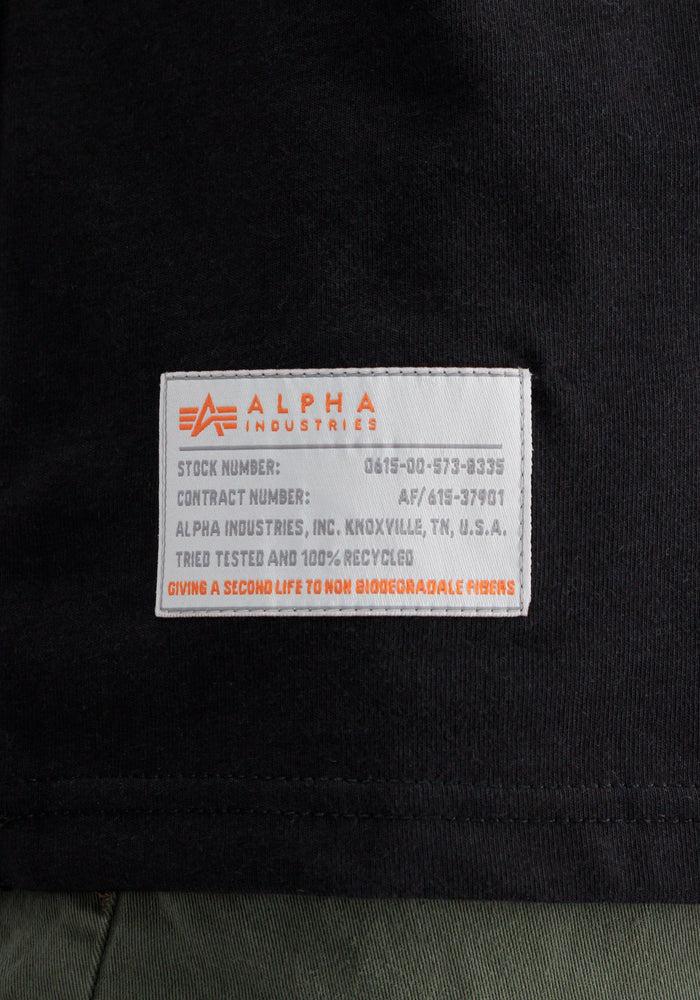 ALPHA
INDUSTRIES
STOCK NUMBER: 0615-00-573-8335
CONTRACT NUMBER: AF/615-37901
ALPHA INDUSTRIES, INC. KNOXVILLE, TN, U.S.A.
TRIED TESTED AND 100% RECYCLED
GIVING A SECOND LIFE TO NON BIODEGRADALE FIBERS